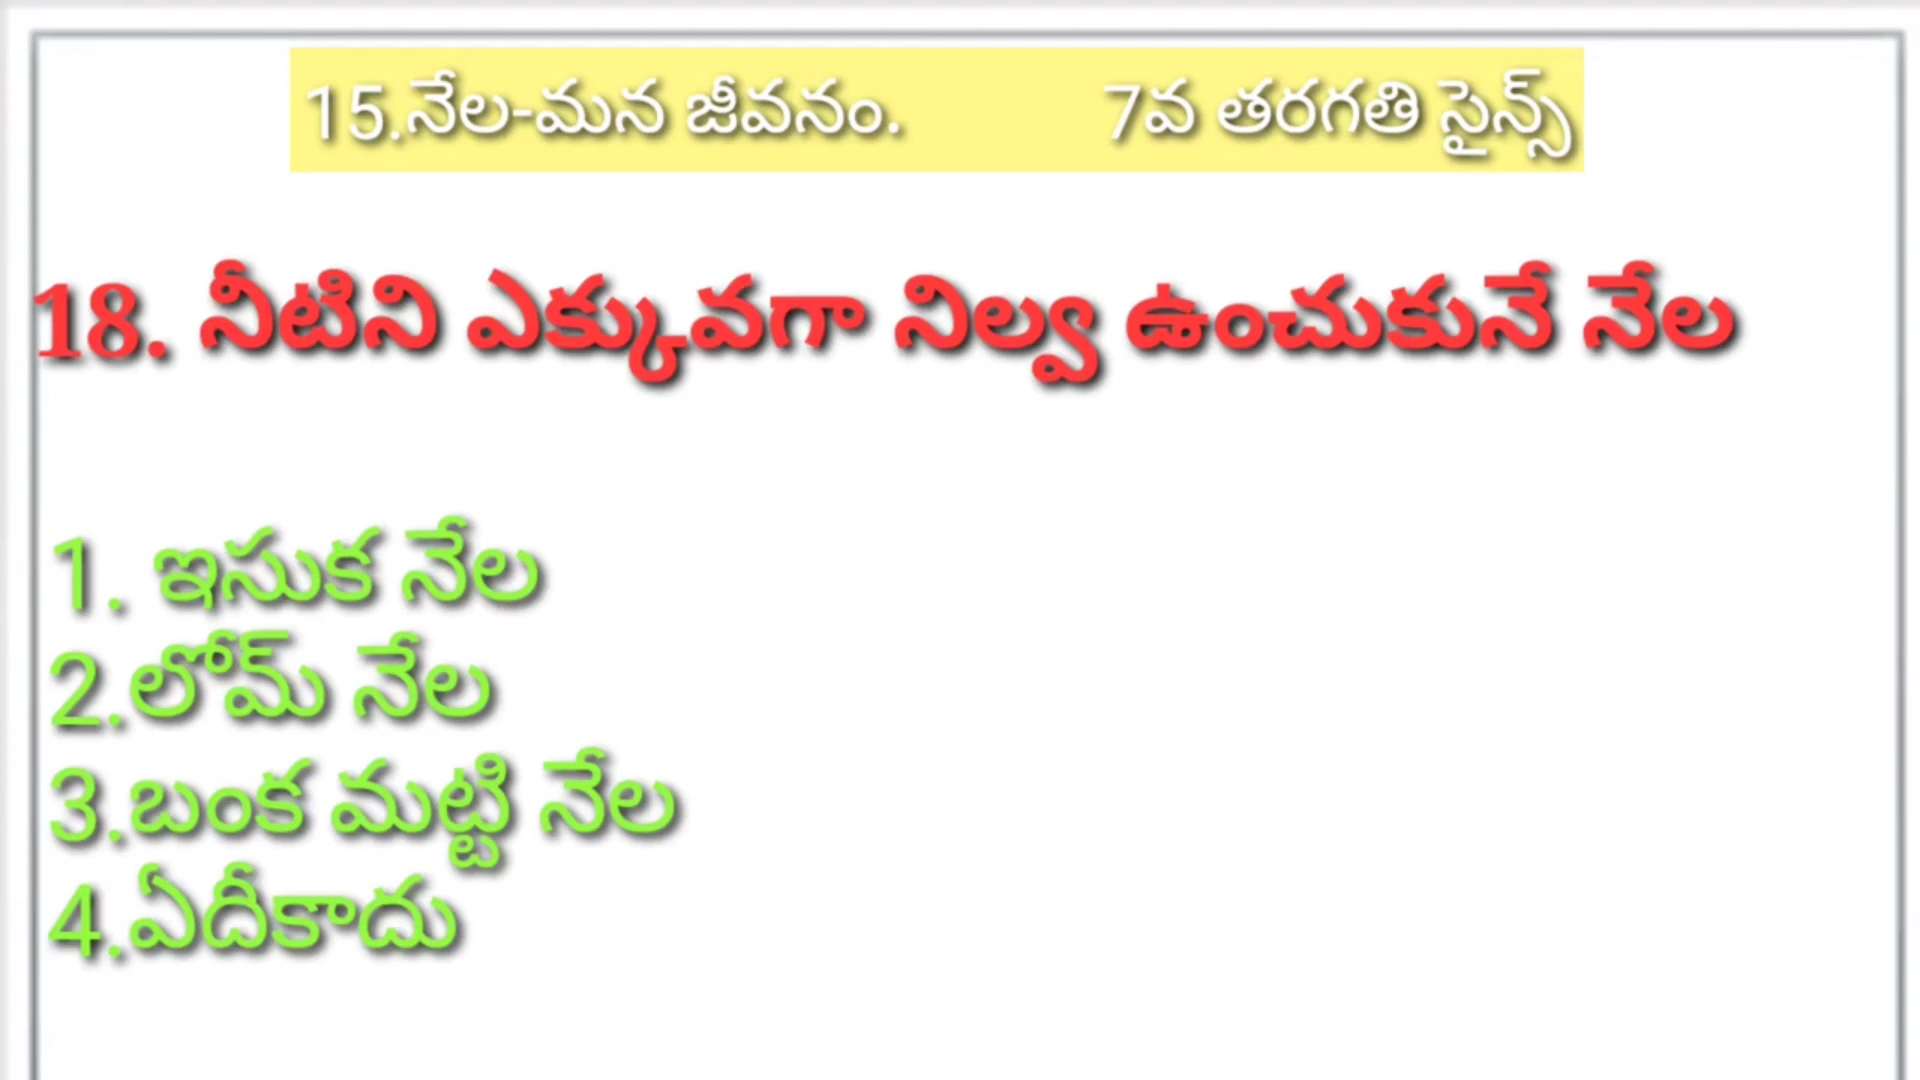 15.నేల-మన జీవనం. 7వ తరగతి సైన్స్
18. నీటిని ఎక్కువగా నిల్వ ఉంచుకునే నేల
1. ఇసుక నేల
2.లోమ్ నేల
3.బంక మట్టి నేల
4.ఏదీకాదు